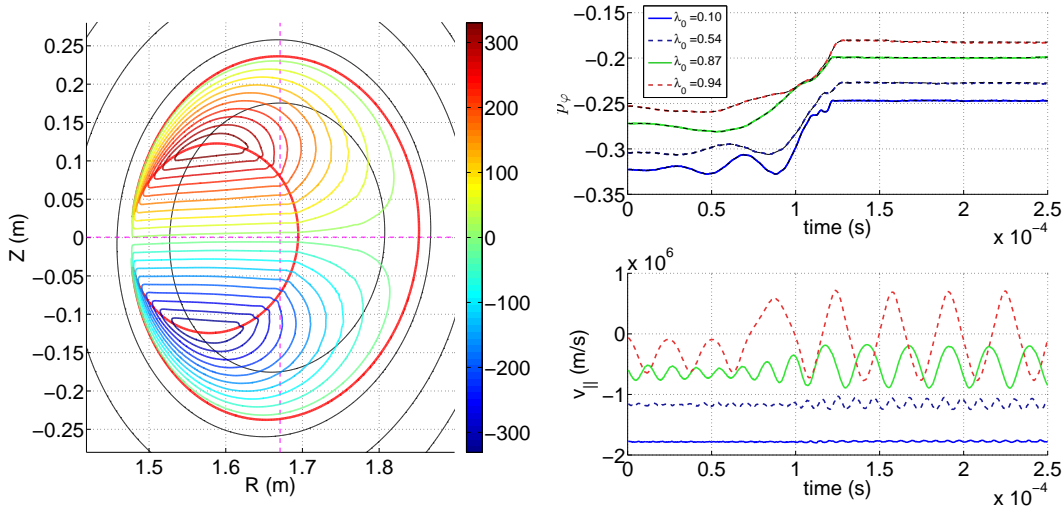 0.25
0.2
0.15
0.1
0.05
0
−0.05
−0.1
−0.15
−0.2
−0.25
Z (m)
1.5 1.6 1.7 1.8
R (m)
300
200
100
0
−100
−200
−300
−0.15
−0.2
−0.25
−0.3
−0.35
pφ
λ0 =0.10
λ0 =0.54
λ0 =0.87
λ0 =0.94
0 0.5 1 1.5 2 2.5
time (s)
x 10−4
x 106
1
0
−1
−2
v|| (m/s)
0 0.5 1 1.5 2 2.5
time (s)
x 10−4